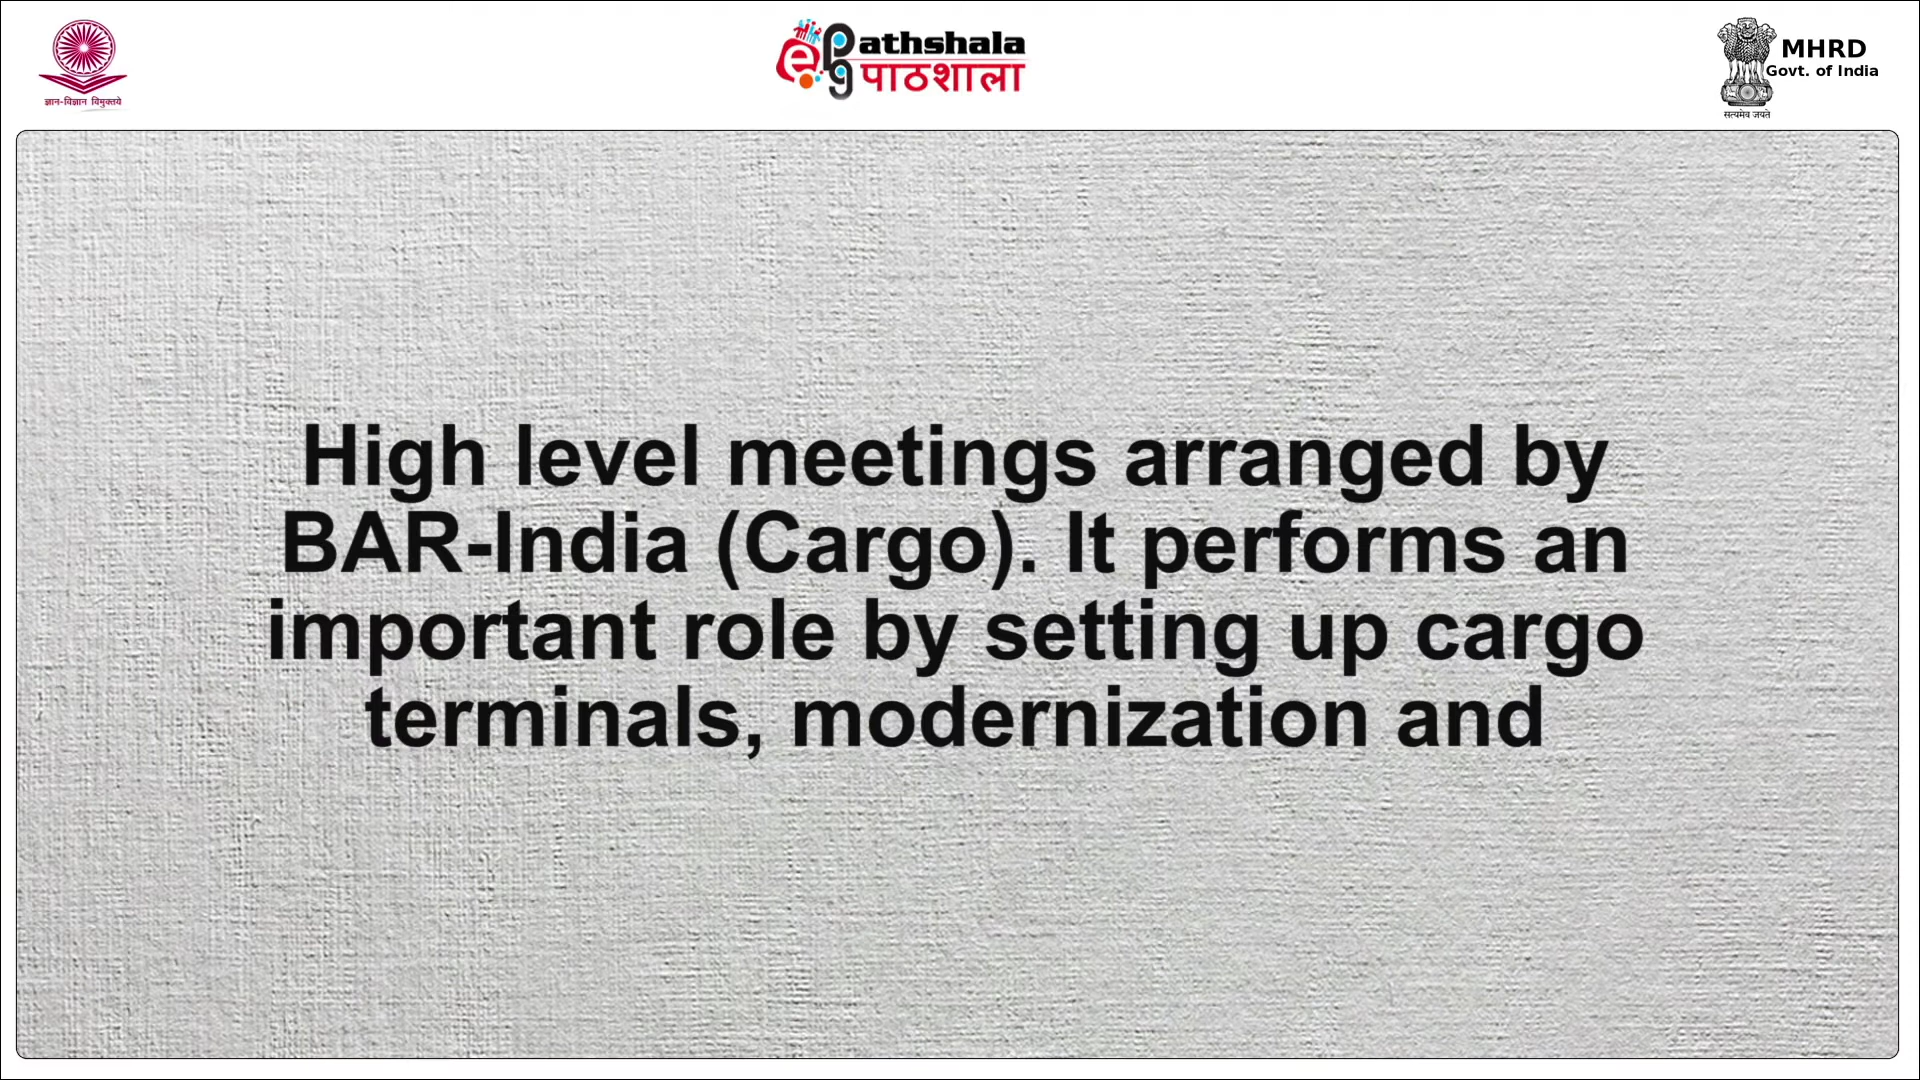 ज्ञान-विज्ञान विमुक्तये
e
pg
athshala
पाठशाला
MHRD
Govt. of India
सत्यमेव जयते
High level meetings arranged by
BAR-India (Cargo). It performs an
important role by setting up cargo
terminals, modernization and